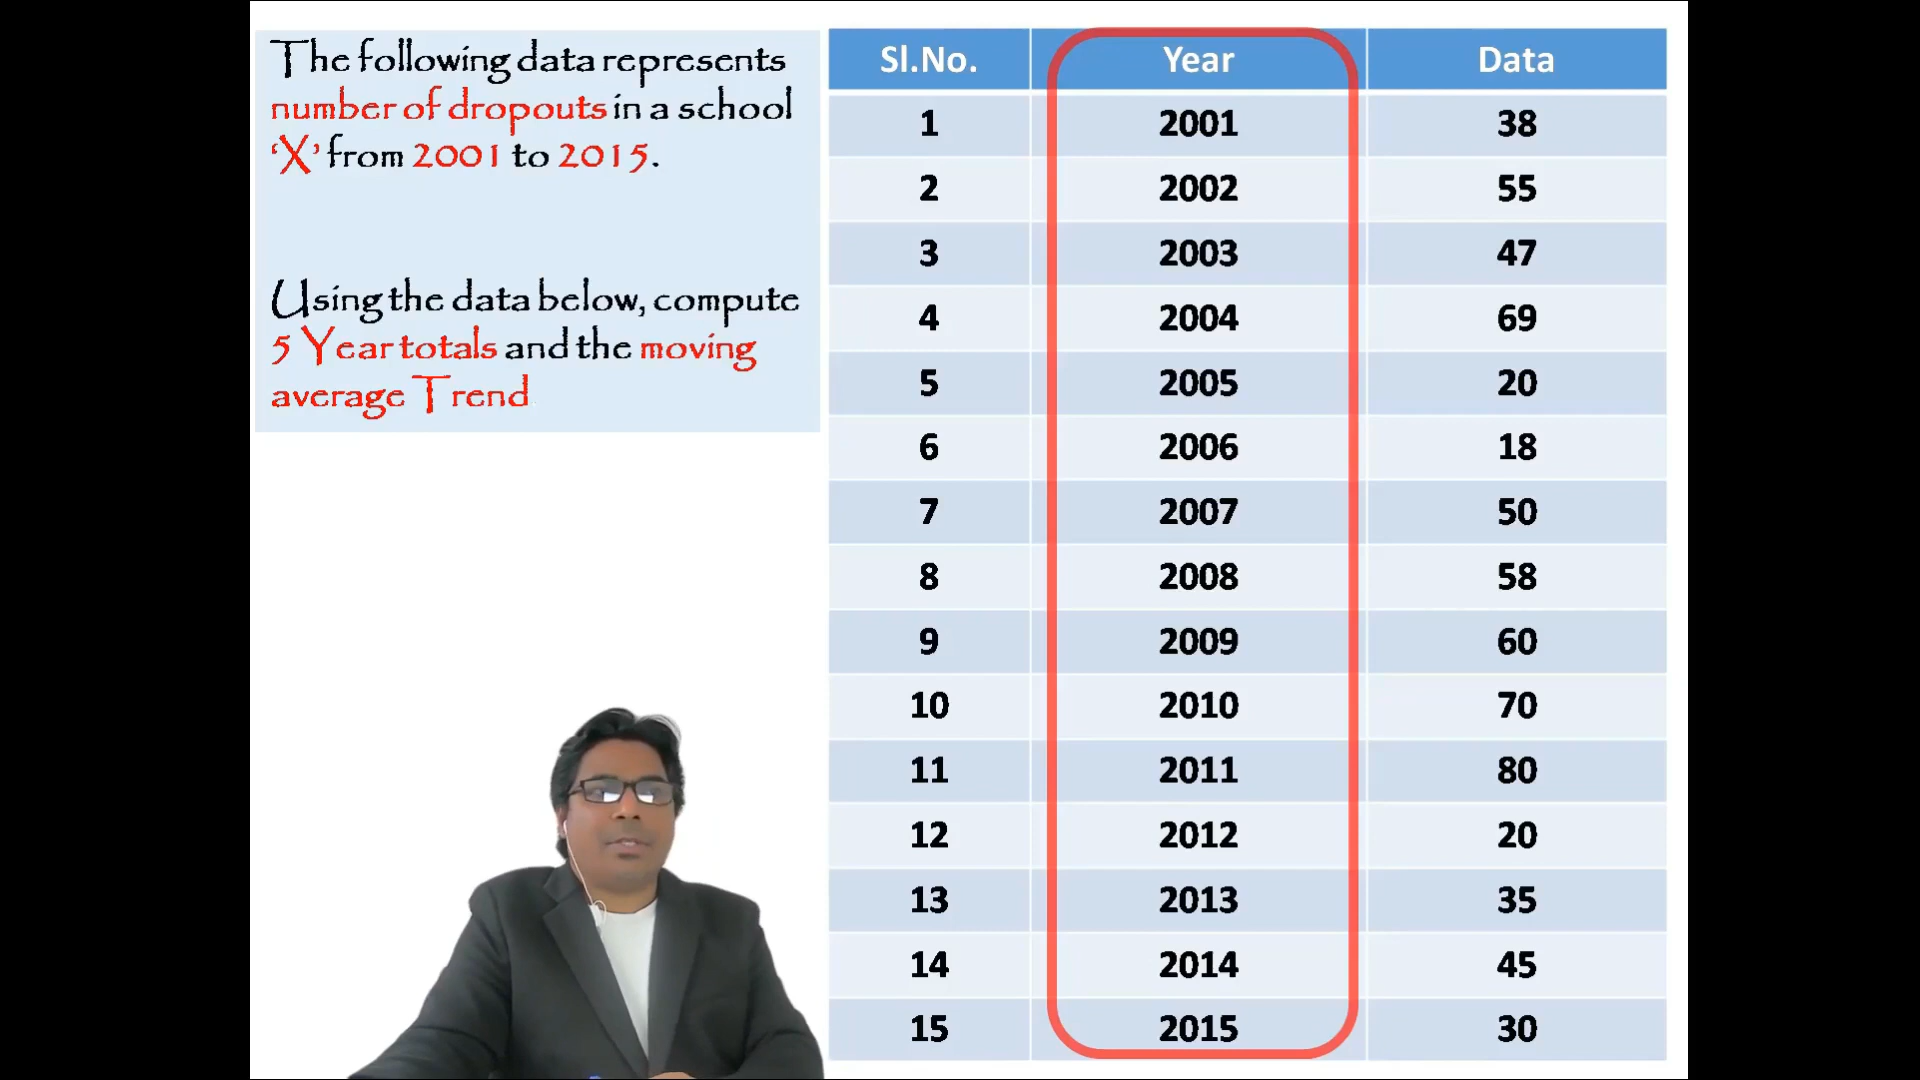 The following data represents
number of dropouts in a school
‘X’ from 2001 to 2015.
Using the data below, compute
5 Year totals and the moving
average Trend
Sl.No. Year Data
1 2001 38
2 2002 55
3 2003 47
4 2004 69
5 2005 20
6 2006 18
7 2007 50
8 2008 58
9 2009 60
10 2010 70
11 2011 80
12 2012 20
13 2013 35
14 2014 45
15 2015 30